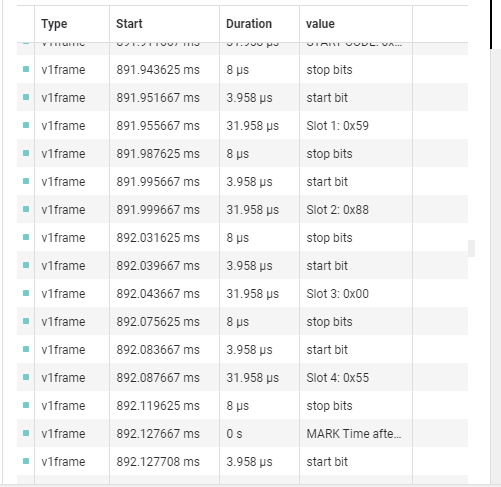 Type Start Duration value
v1frame 891.911667 ms 31.958 µs START CODE: 0x…
v1frame 891.943625 ms 8 µs stop bits
v1frame 891.951667 ms 3.958 µs start bit
v1frame 891.955667 ms 31.958 µs Slot 1: 0x59
v1frame 891.987625 ms 8 µs stop bits
v1frame 891.995667 ms 3.958 µs start bit
v1frame 891.999667 ms 31.958 µs Slot 2: 0x88
v1frame 892.031625 ms 8 µs stop bits
v1frame 892.039667 ms 3.958 µs start bit
v1frame 892.043667 ms 31.958 µs Slot 3: 0x00
v1frame 892.075625 ms 8 µs stop bits
v1frame 892.083667 ms 3.958 µs start bit
v1frame 892.087667 ms 31.958 µs Slot 4: 0x55
v1frame 892.119625 ms 8 µs stop bits
v1frame 892.127667 ms 0 s MARK Time afte…
v1frame 892.127708 ms 3.958 µs start bit